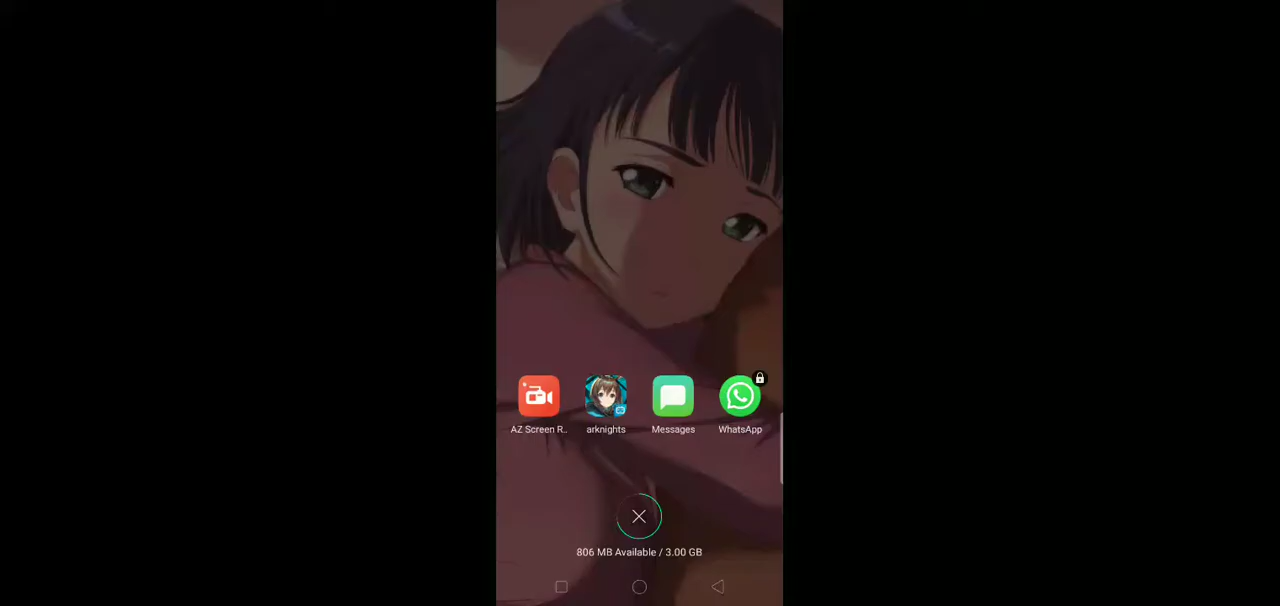 AZ Screen R..
arknights
Messages
WhatsApp
806 MB Available / 3.00 GB